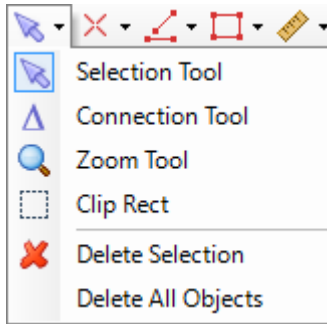 Selection Tool
Connection Tool
Zoom Tool
Clip Rect
Delete Selection
Delete All Objects